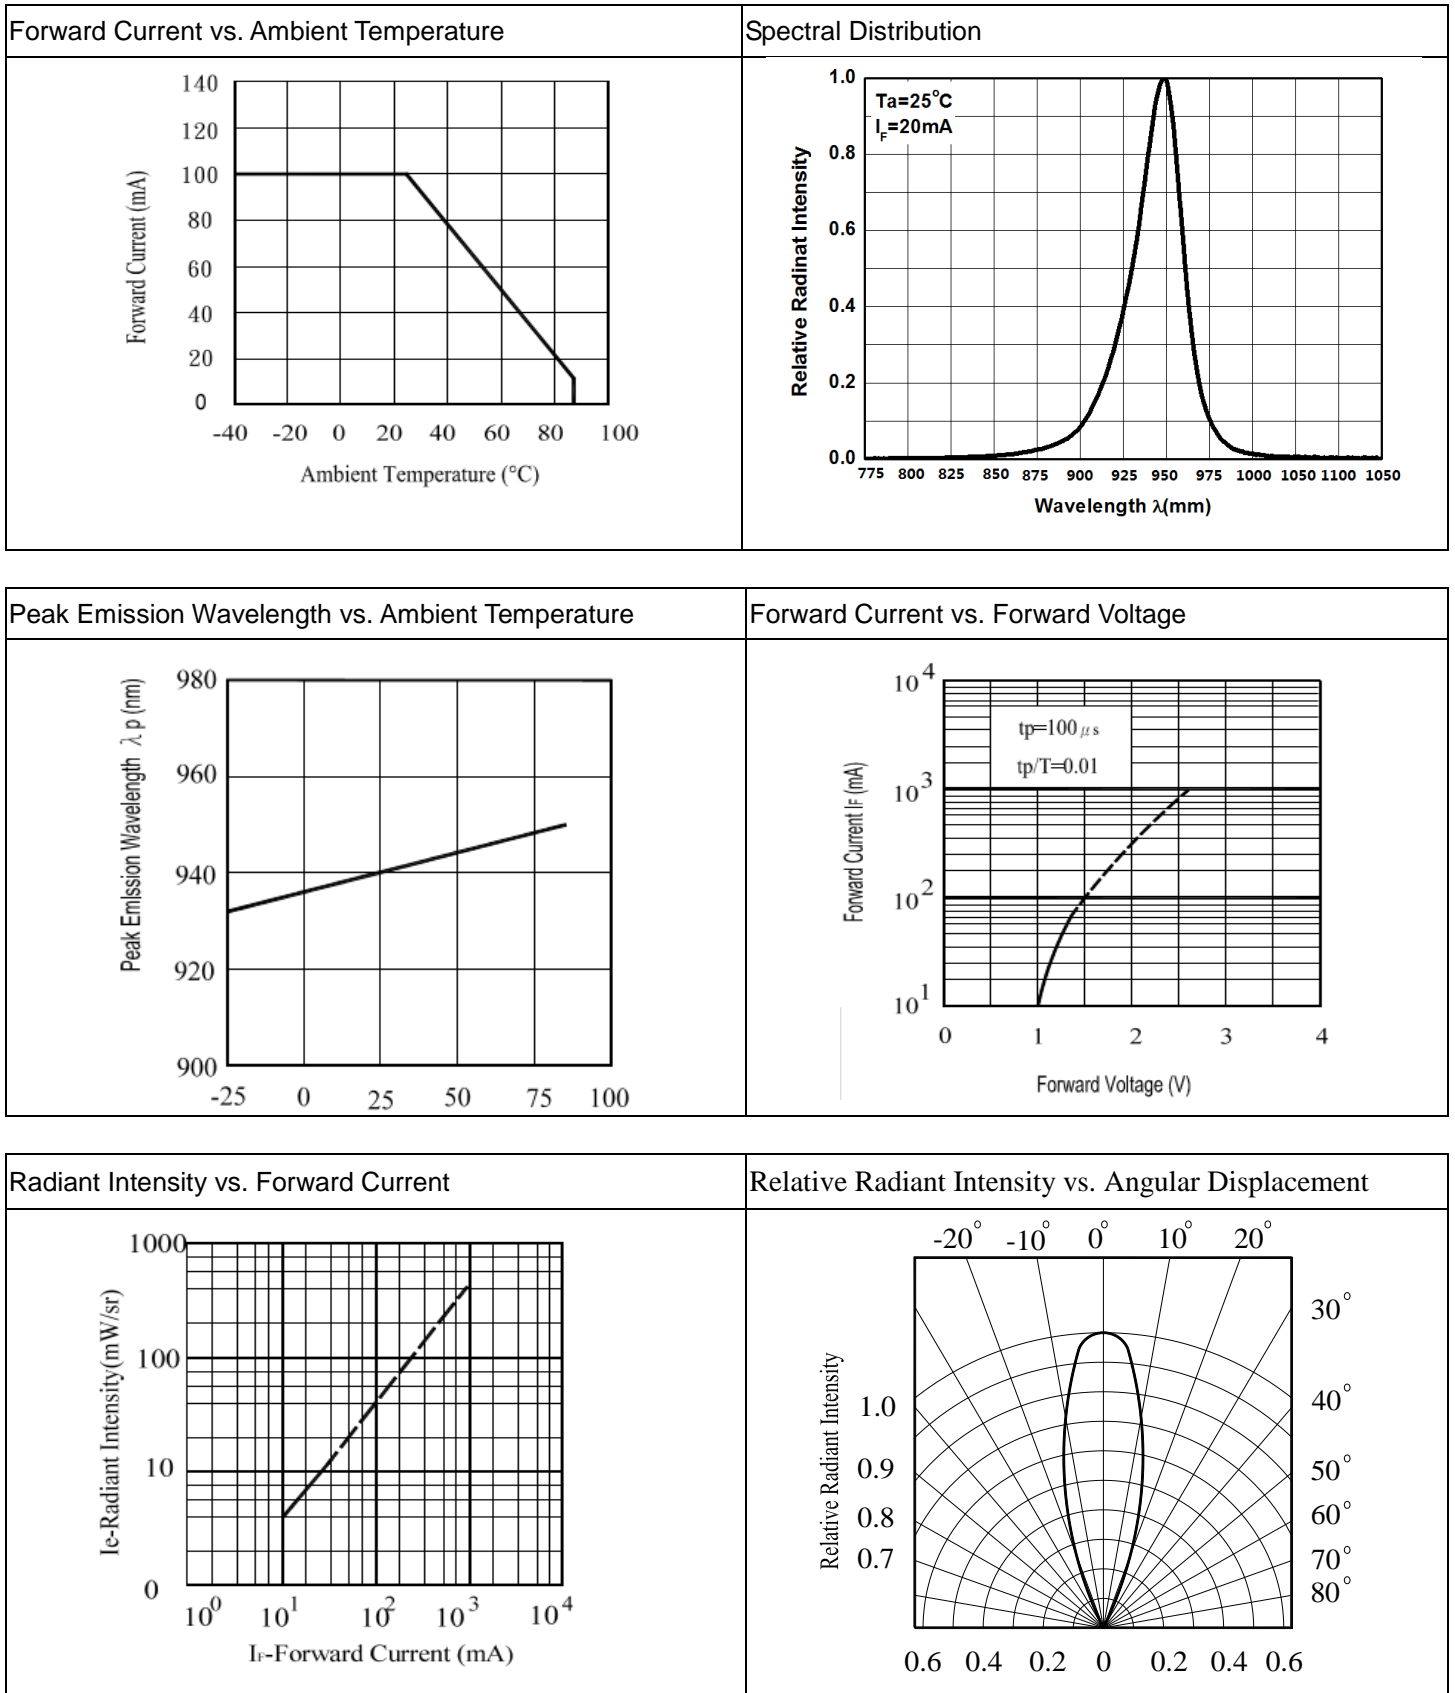 Forward Current vs. Ambient Temperature
Spectral Distribution
140
120
100
80
60
40
20
0
Forward Current (mA)
-40 -20 0 20 40 60 80 100
Ambient Temperature (°C)
Ta=25°C
IF=20mA
1.0
0.8
0.6
0.4
0.2
0.0
Relative Radinat Intensity
775 800 825 850 875 900 925 950 975 1000 1050 1100 1050
Wavelength λ(mm)
Peak Emission Wavelength vs. Ambient Temperature
Forward Current vs. Forward Voltage
980
960
940
920
900
Peak Emission Wavelength λ p (nm)
-25 0 25 50 75 100
10^4
10^3
10^2
10^1
tp=100 μs
tp/T=0.01
Forward Current IF (mA)
0 1 2 3 4
Forward Voltage (V)
Radiant Intensity vs. Forward Current
Relative Radiant Intensity vs. Angular Displacement
1000
100
10
0
Ie-Radiant Intensity(mW/sr)
10^0 10^1 10^2 10^3 10^4
IF-Forward Current (mA)
-20° -10° 0° 10° 20°
30°
40°
50°
60°
70°
80°
1.0
0.9
0.8
0.7
Relative Radiant Intensity
0.6 0.4 0.2 0 0.2 0.4 0.6